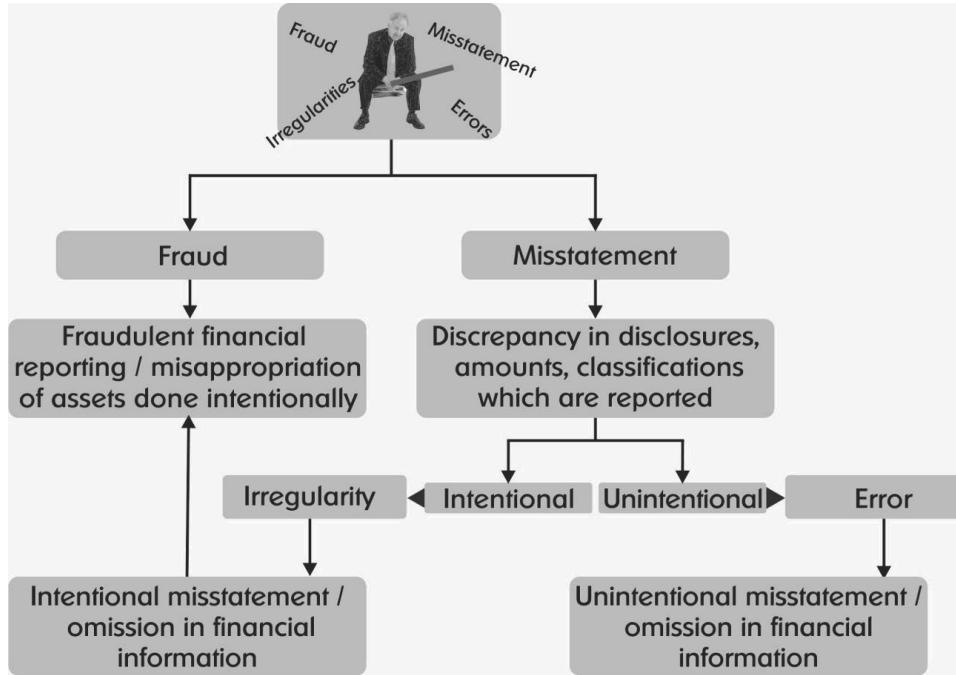 Fraud
Misstatement
Irregularities
Errors
Fraud
Misstatement
Fraudulent financial
reporting / misappropriation
of assets done intentionally
Discrepancy in disclosures,
amounts, classifications
which are reported
Irregularity
Intentional
Unintentional
Error
Intentional misstatement /
omission in financial
information
Unintentional misstatement /
omission in financial
information